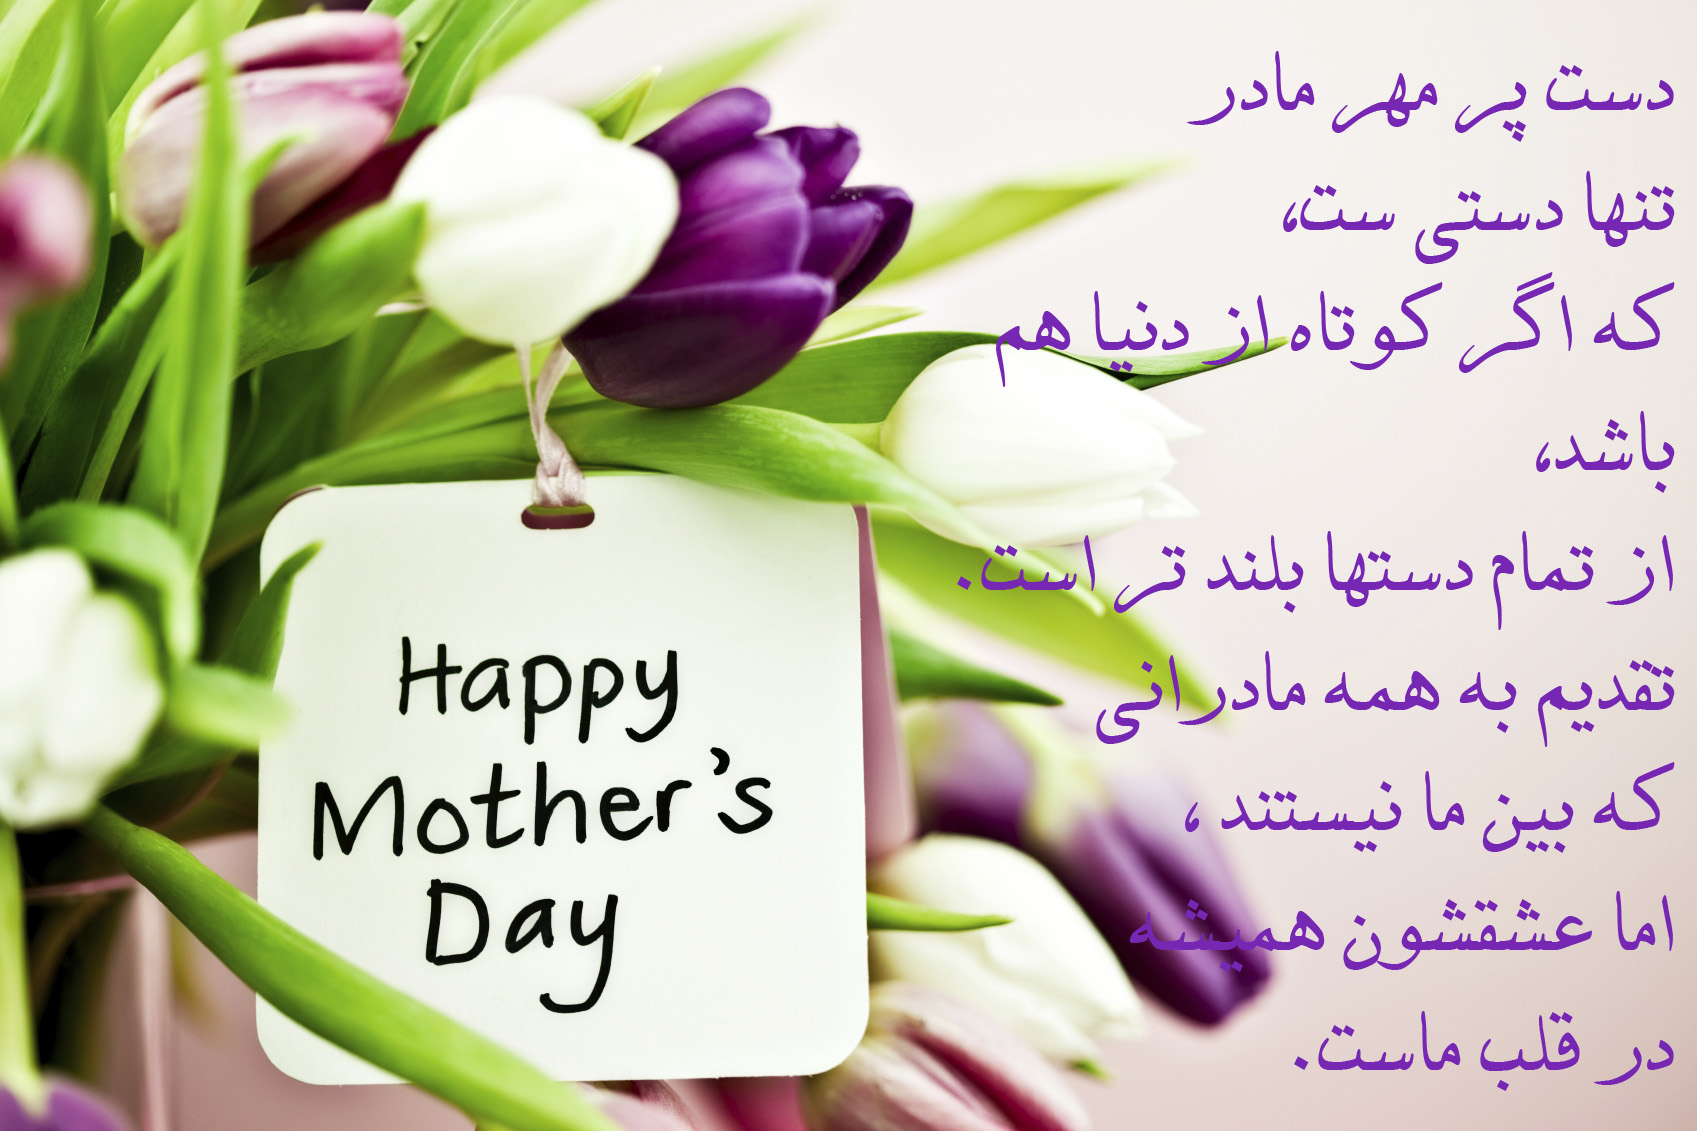 دست پر مهر مادر
تنها دستی ست،
که اگر کوتاه از دنیا هم
باشد،
از تمام دستها بلند تر است.
تقدیم به همه مادرانی
که بین ما نیستند ،
اما عشقشون همیشه
در قلب ماست.
Happy
Mother's
Day